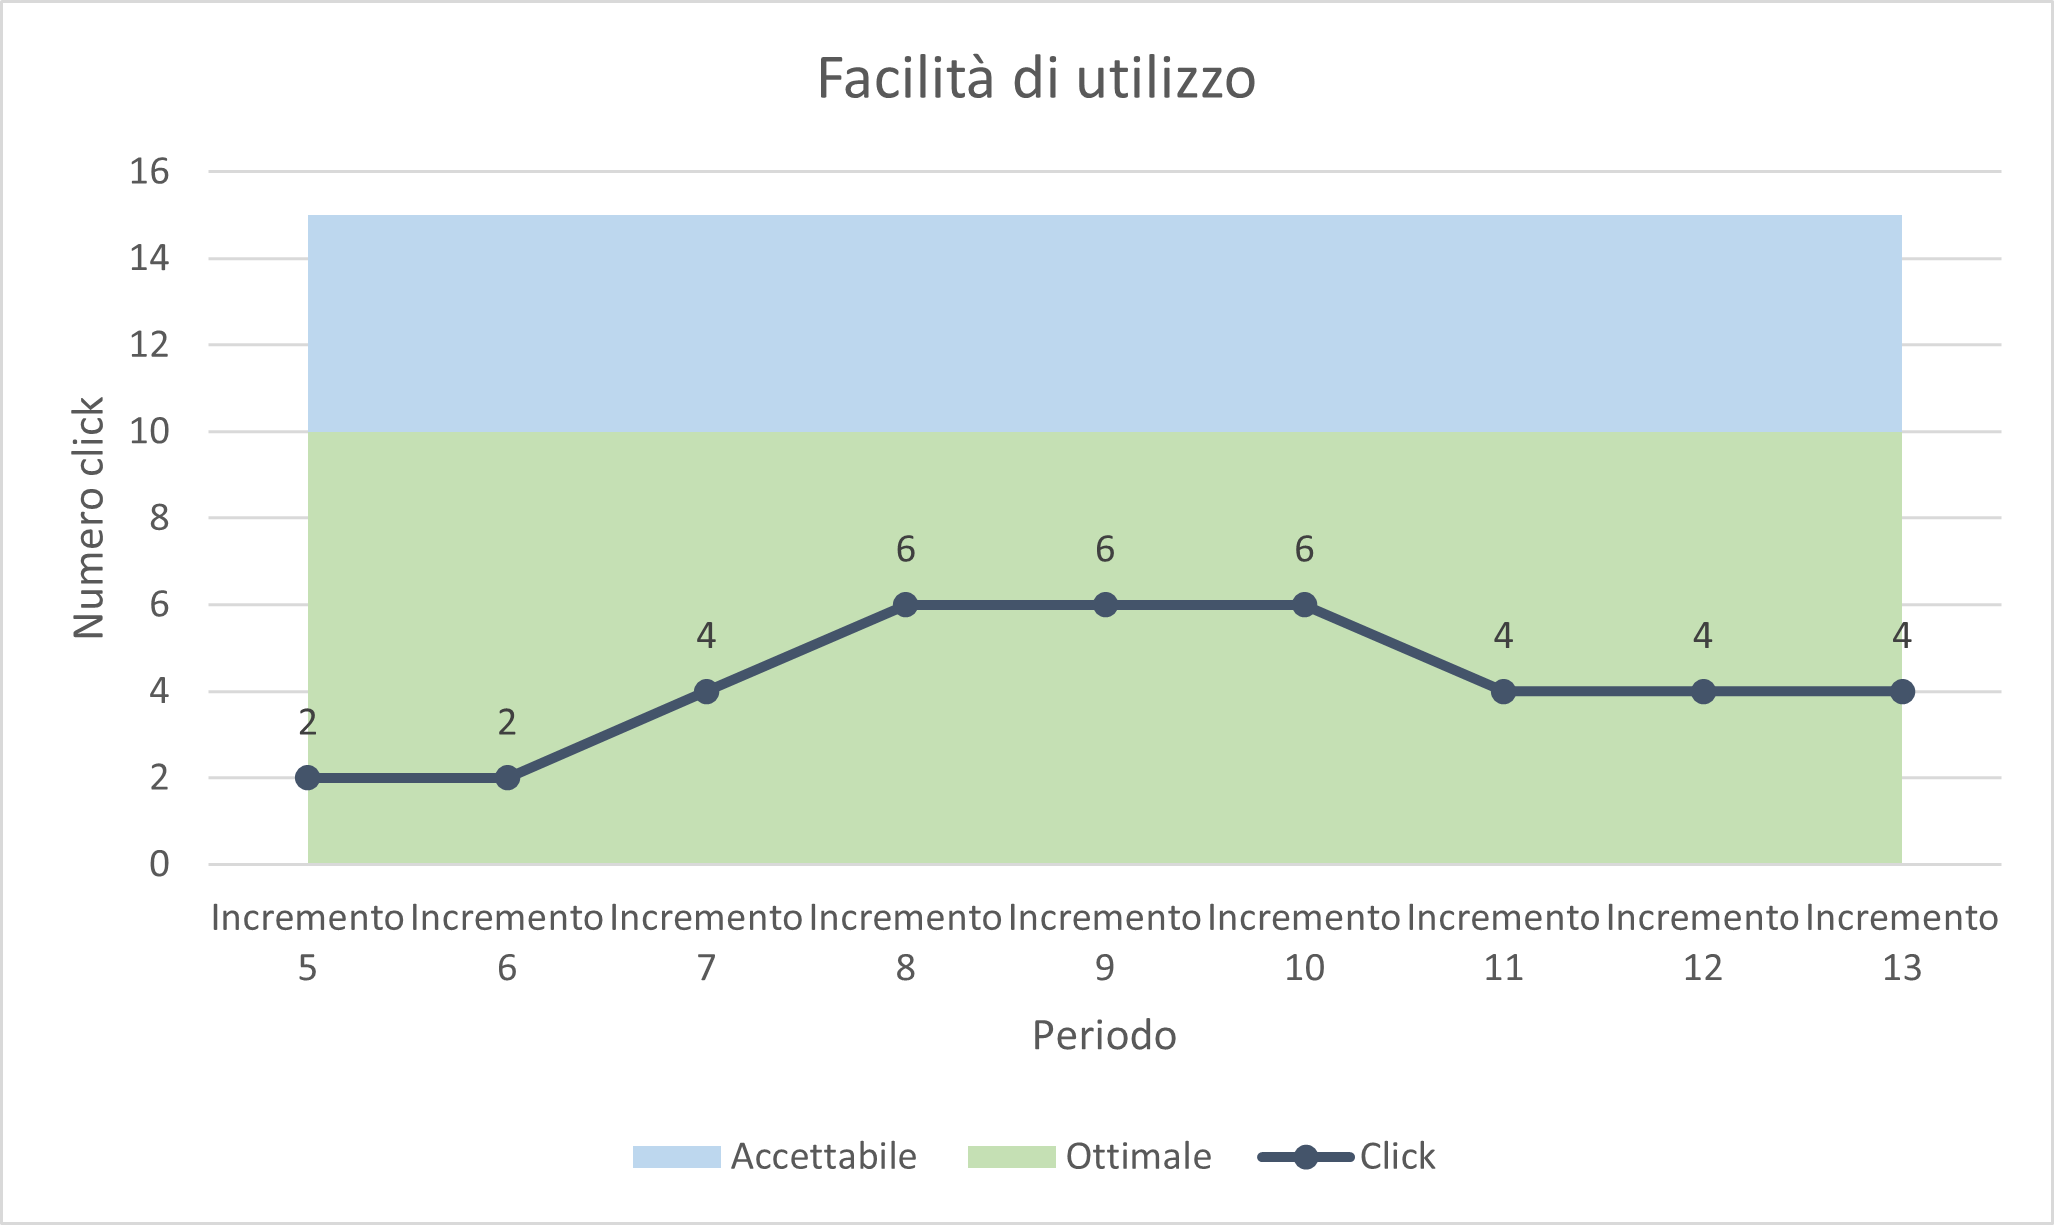 Facilità di utilizzo
16
14
12
10
8
6
4
2
0
Numero click
2
2
4
6
6
6
4
4
4
Incremento 5
Incremento 6
Incremento 7
Incremento 8
Incremento 9
Incremento 10
Incremento 11
Incremento 12
Incremento 13
Periodo
Accettabile
Ottimale
Click